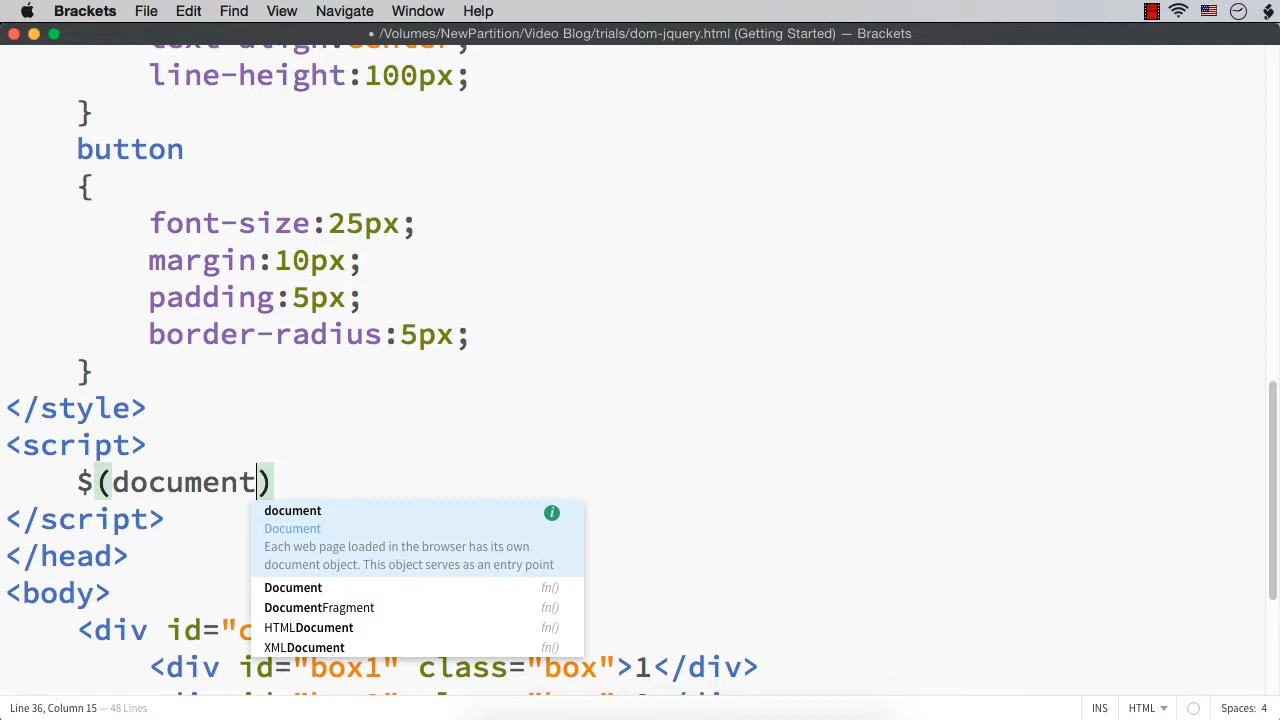 Brackets File Edit Find View Navigate Window Help
• /Volumes/NewPartition/Video Blog/trials/dom-jquery.html (Getting Started) — Brackets
text-align:center;
line-height:100px;
}
button
{
font-size:25px;
margin:10px;
padding:5px;
border-radius:5px;
}
</style>
<script>
$(document)
document
Document
Each web page loaded in the browser has its own
document object. This object serves as an entry point
Document fn()
DocumentFragment fn()
HTMLDocument fn()
XMLDocument fn()
</script>
</head>
<body>
<div id="c
<div id="box1" class="box">1</div>
Line 36, Column 15 — 48 Lines INS HTML Spaces: 4